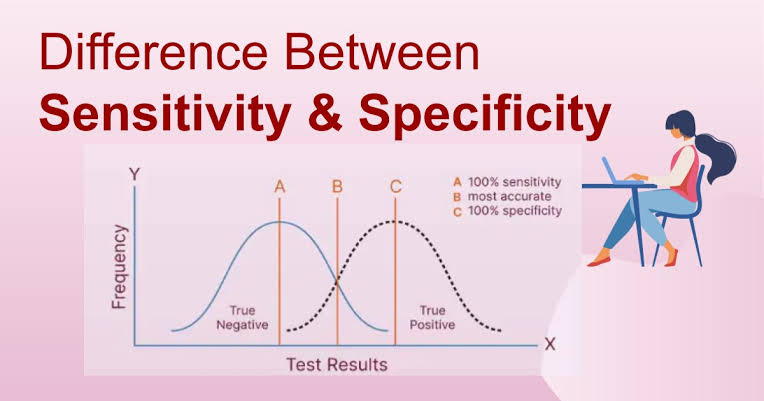 Difference Between
Sensitivity & Specificity
Y
A
B
C
A 100% sensitivity
B most accurate
C 100% specificity
Frequency
True
Negative
True
Positive
X
Test Results